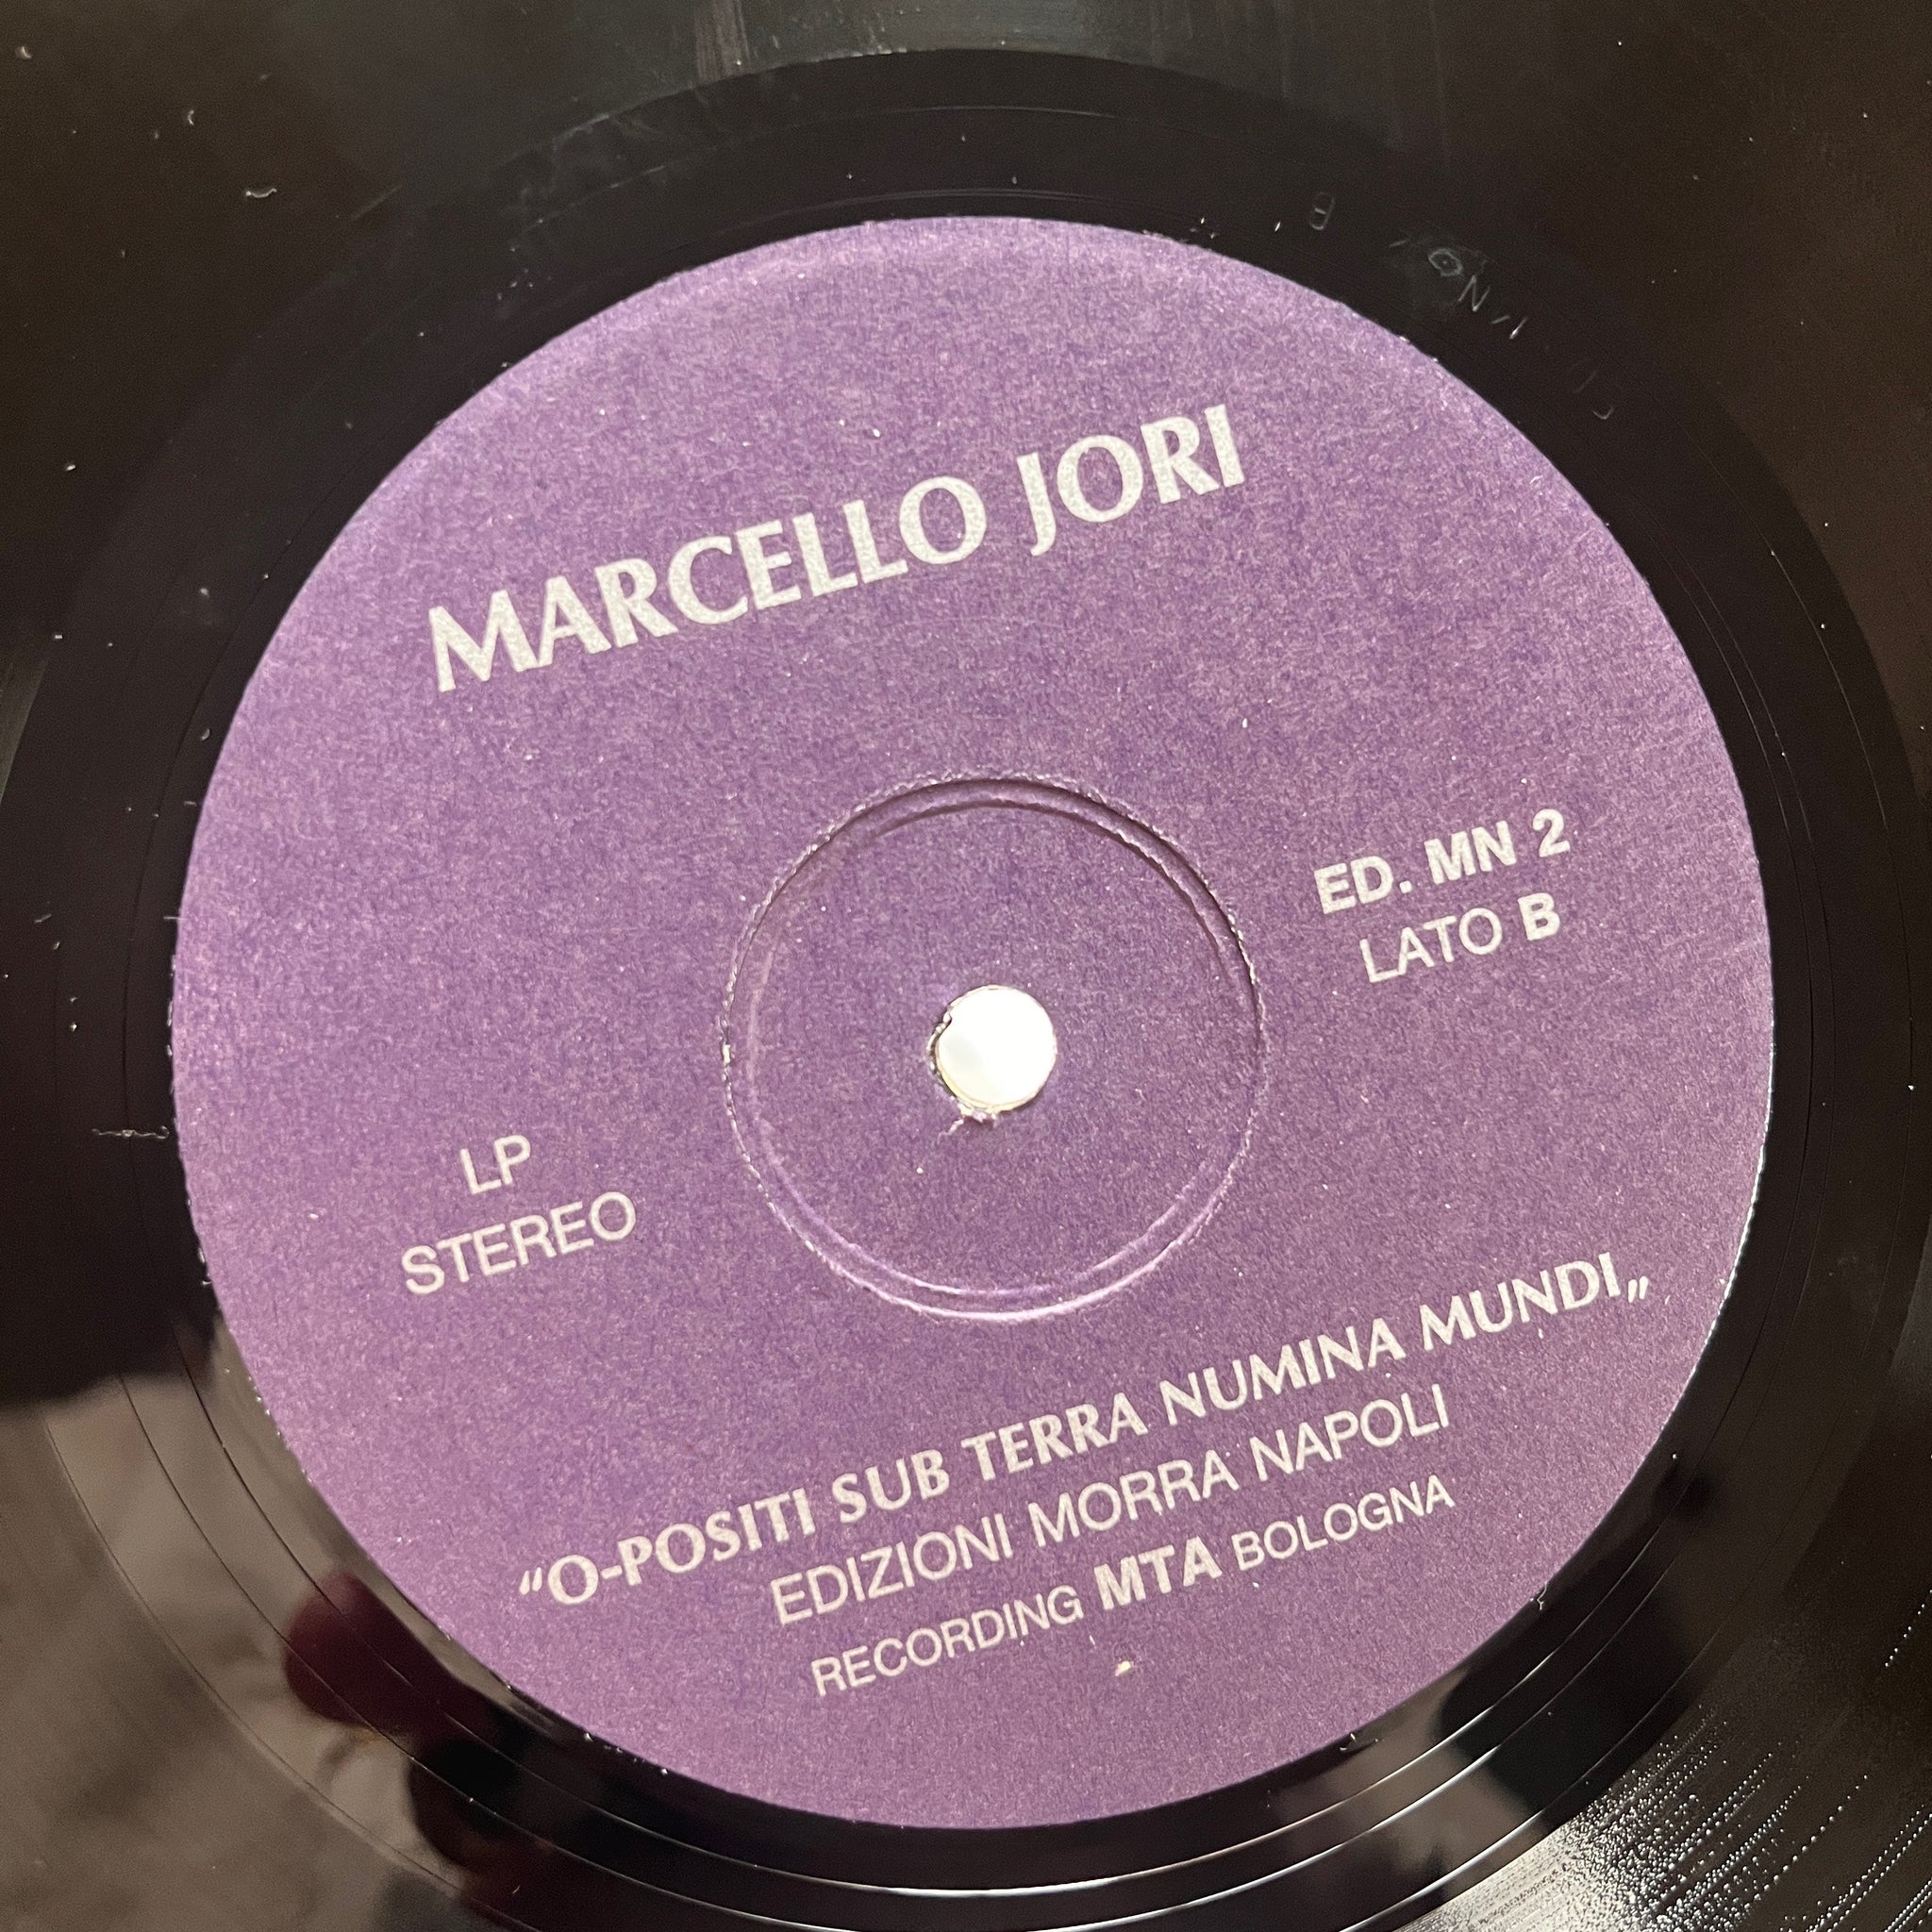 MARCELLO JORI
ED. MN 2
LATO B
LP
STEREO
“O-POSITI SUB TERRA NUMINA MUNDI„
EDIZIONI MORRA NAPOLI
RECORDING MTA BOLOGNA